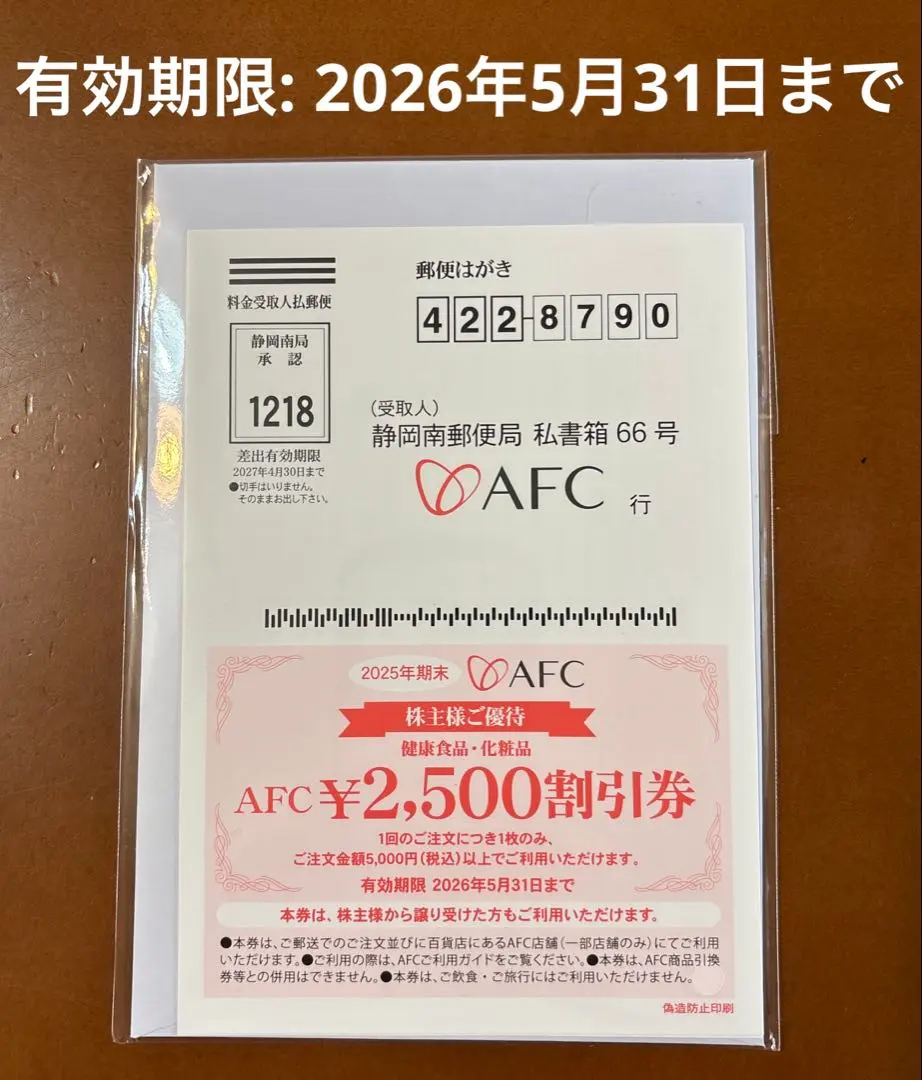 有効期限: 2026年5月31日まで
郵便はがき
料金受取人払郵便
422-8790
静岡南局
承 認
1218
(受取人)
静岡南郵便局 私書箱 66 号
差出有効期限
2027年4月30日まで
●切手はいりません。
そのままお出し下さい。
AFC 行
2025年期末 AFC
株主様ご優待
健康食品・化粧品
AFC ¥2,500割引券
1回のご注文につき1枚のみ、
ご注文金額5,000円(税込)以上でご利用いただけます。
有効期限 2026年5月31日まで
本券は、株主様から譲り受けた方もご利用いただけます。
●本券は、ご郵送でのご注文並びに百貨店にあるAFC店舗(一部店舗のみ)にてご利用
いただけます。●ご利用の際は、AFCご利用ガイドをご覧ください。●本券は、AFC商品引換
券等との併用はできません。●本券は、ご飲食・ご旅行にはご利用いただけません。
偽造防止印刷